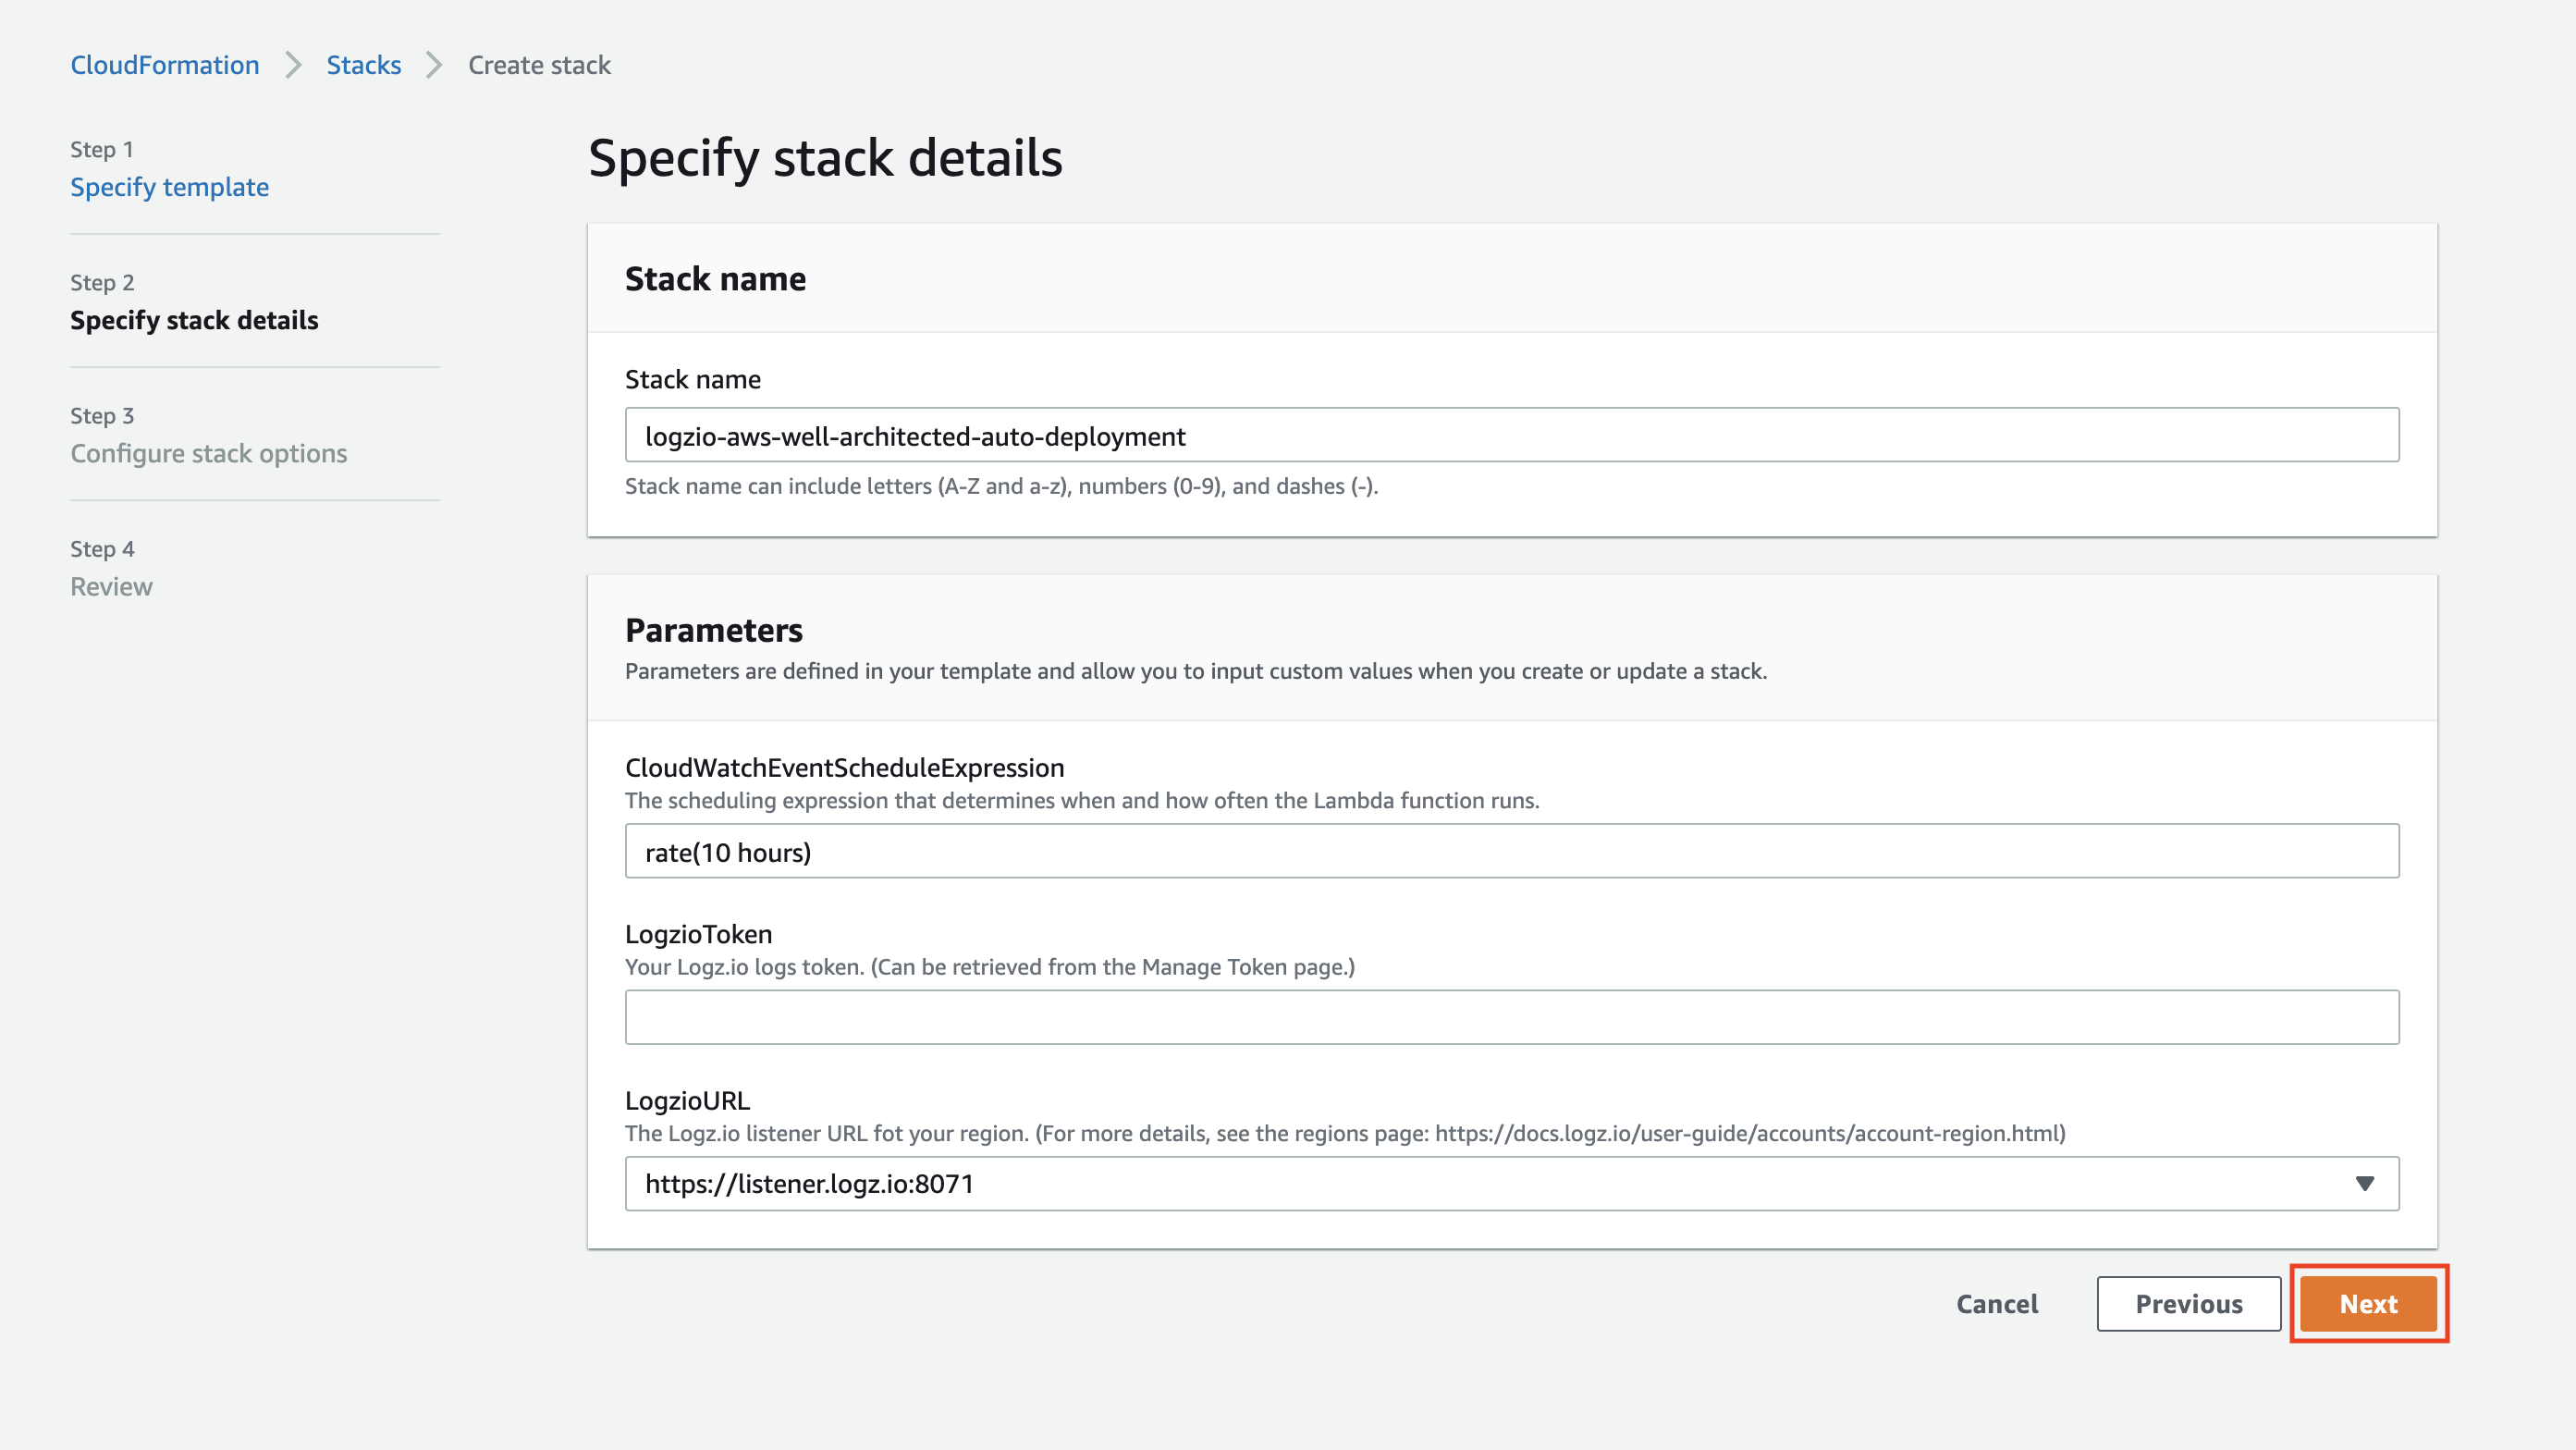 CloudFormation > Stacks > Create stack
Step 1
Specify template
Step 2
Specify stack details
Step 3
Configure stack options
Step 4
Review
Specify stack details
Stack name
Stack name
logzio-aws-well-architected-auto-deployment
Stack name can include letters (A-Z and a-z), numbers (0-9), and dashes (-).
Parameters
Parameters are defined in your template and allow you to input custom values when you create or update a stack.
CloudWatchEventScheduleExpression
The scheduling expression that determines when and how often the Lambda function runs.
rate(10 hours)
LogzioToken
Your Logz.io logs token. (Can be retrieved from the Manage Token page.)
LogzioURL
The Logz.io listener URL fot your region. (For more details, see the regions page: https://docs.logz.io/user-guide/accounts/account-region.html)
https://listener.logz.io:8071
Cancel
Previous
Next